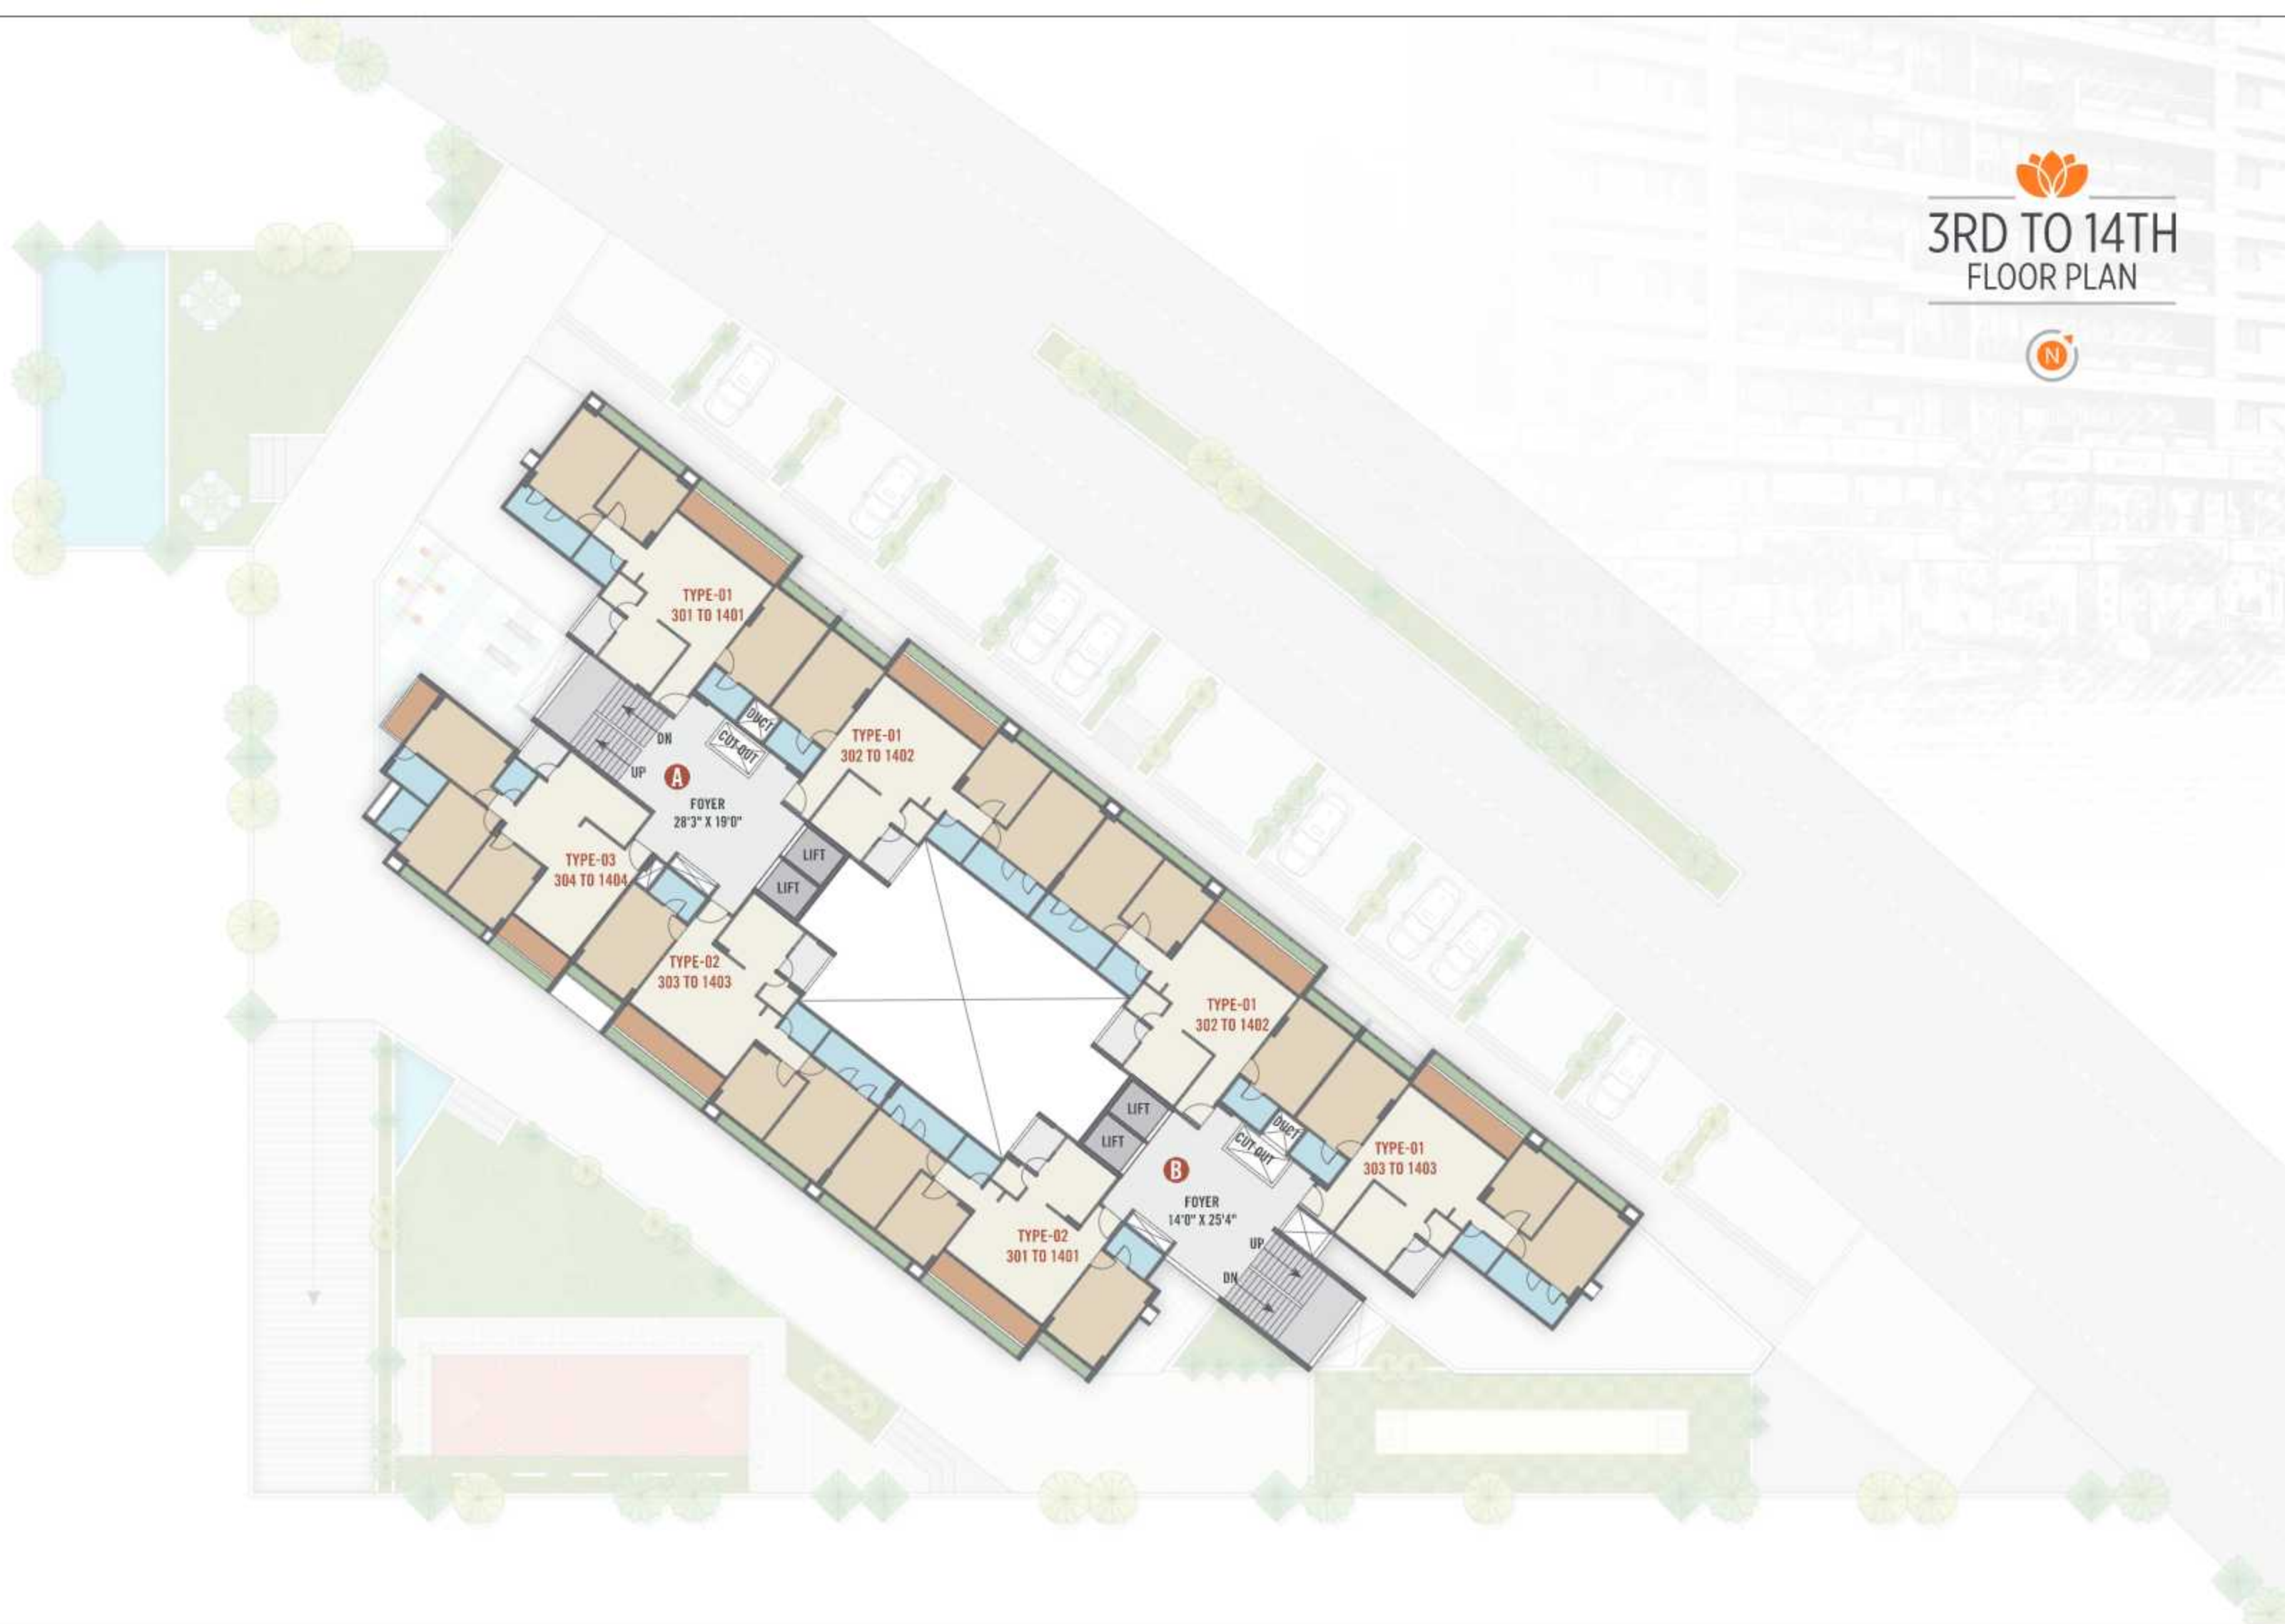 3RD TO 14TH
FLOOR PLAN
N
TYPE-01
301 TO 1401
DUCT
CUT-OUT
DN
UP
A
FOYER
28'3" X 19'0"
TYPE-01
302 TO 1402
LIFT
LIFT
TYPE-03
304 TO 1404
TYPE-02
303 TO 1403
TYPE-01
302 TO 1402
LIFT
LIFT
DUCT
CUT-OUT
B
FOYER
14'0" X 25'4"
UP
DN
TYPE-01
303 TO 1403
TYPE-02
301 TO 1401